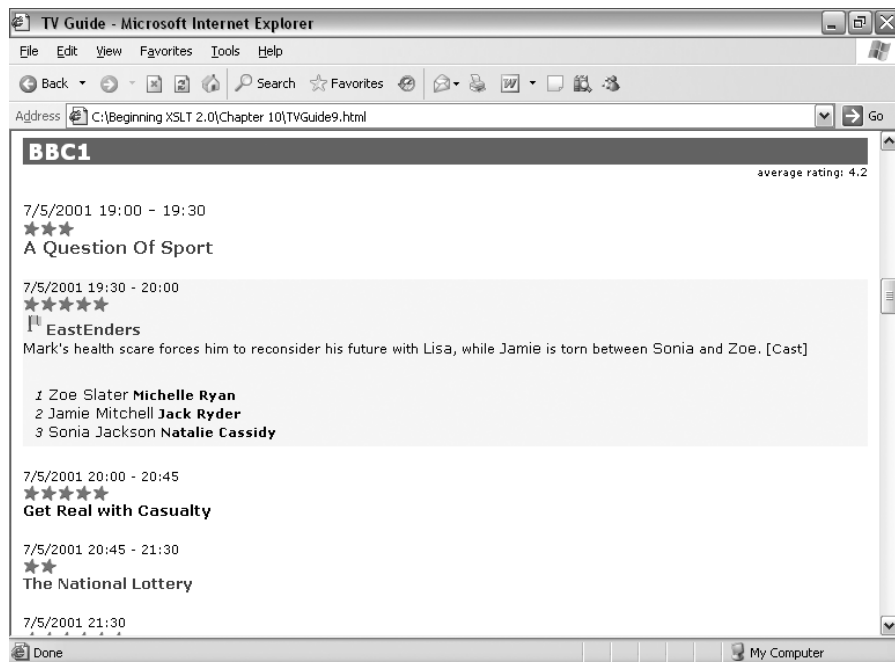 TV Guide - Microsoft Internet Explorer
File Edit View Favorites Tools Help
Back Search Favorites
Address C:\Beginning XSLT 2.0\Chapter 10\TVGuide9.html Go
BBC1
average rating: 4.2
7/5/2001 19:00 - 19:30
A Question Of Sport
7/5/2001 19:30 - 20:00
EastEnders
Mark's health scare forces him to reconsider his future with Lisa, while Jamie is torn between Sonia and Zoe. [Cast]
1 Zoe Slater Michelle Ryan
2 Jamie Mitchell Jack Ryder
3 Sonia Jackson Natalie Cassidy
7/5/2001 20:00 - 20:45
Get Real with Casualty
7/5/2001 20:45 - 21:30
The National Lottery
7/5/2001 21:30
Done My Computer